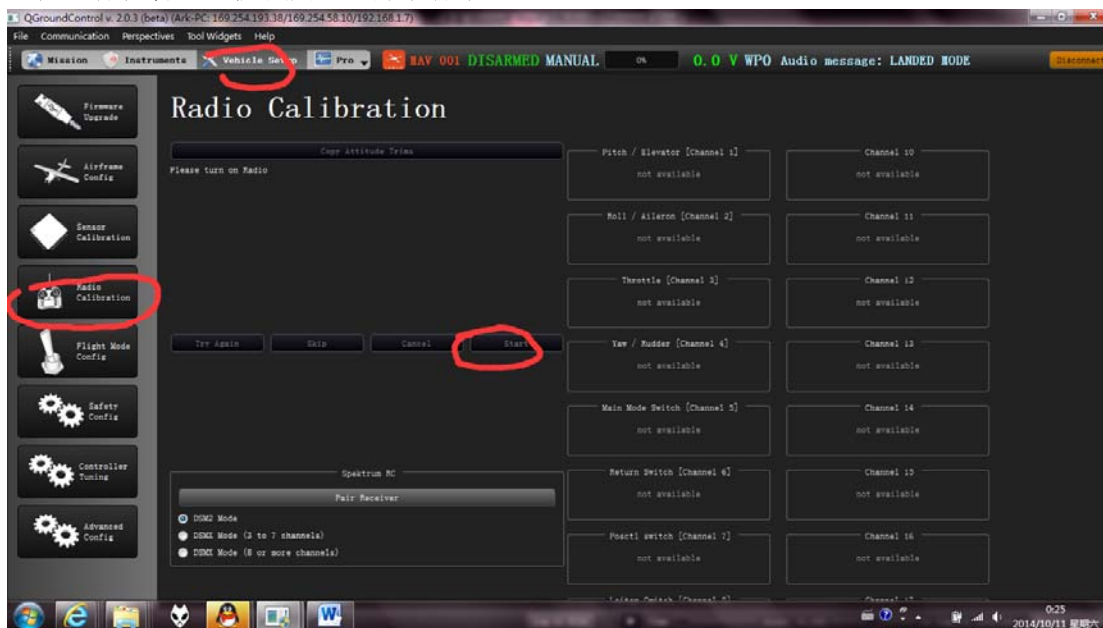 QGroundControl v. 2.0.3 (beta) (Ark-PC: 169.254.193.38/169.254.58.10/192.168.1.7)
File Communication Perspectives Tool Widgets Help
Mission Instruments Vehicle Setup Pro MAV 001 DISARMED MANUAL 0% 0.0 V WPO Audio message: LANDED MODE Disconnect
Radio Calibration
Firmware
Upgrade
Airframe
Config
Sensor
Calibration
Radio
Calibration
Flight Mode
Config
Safety
Config
Controller
Tuning
Advanced
Config
Copy Attitude Trims
Please turn on Radio
Try Again Skip Cancel Start
Spektrum RC
Pair Receiver
DSM2 Mode
DSMX Mode (3 to 7 channels)
DSMX Mode (8 or more channels)
Pitch / Elevator [Channel 1]
not available
Roll / Aileron [Channel 2]
not available
Throttle [Channel 3]
not available
Yaw / Rudder [Channel 4]
not available
Main Mode Switch [Channel 5]
not available
Return Switch [Channel 6]
not available
Posctl switch [Channel 7]
not available
Loiter Switch [Channel 8]
Channel 10
not available
Channel 11
not available
Channel 12
not available
Channel 13
not available
Channel 14
not available
Channel 15
not available
Channel 16
not available
Channel 17
0:25
2014/10/11 星期六